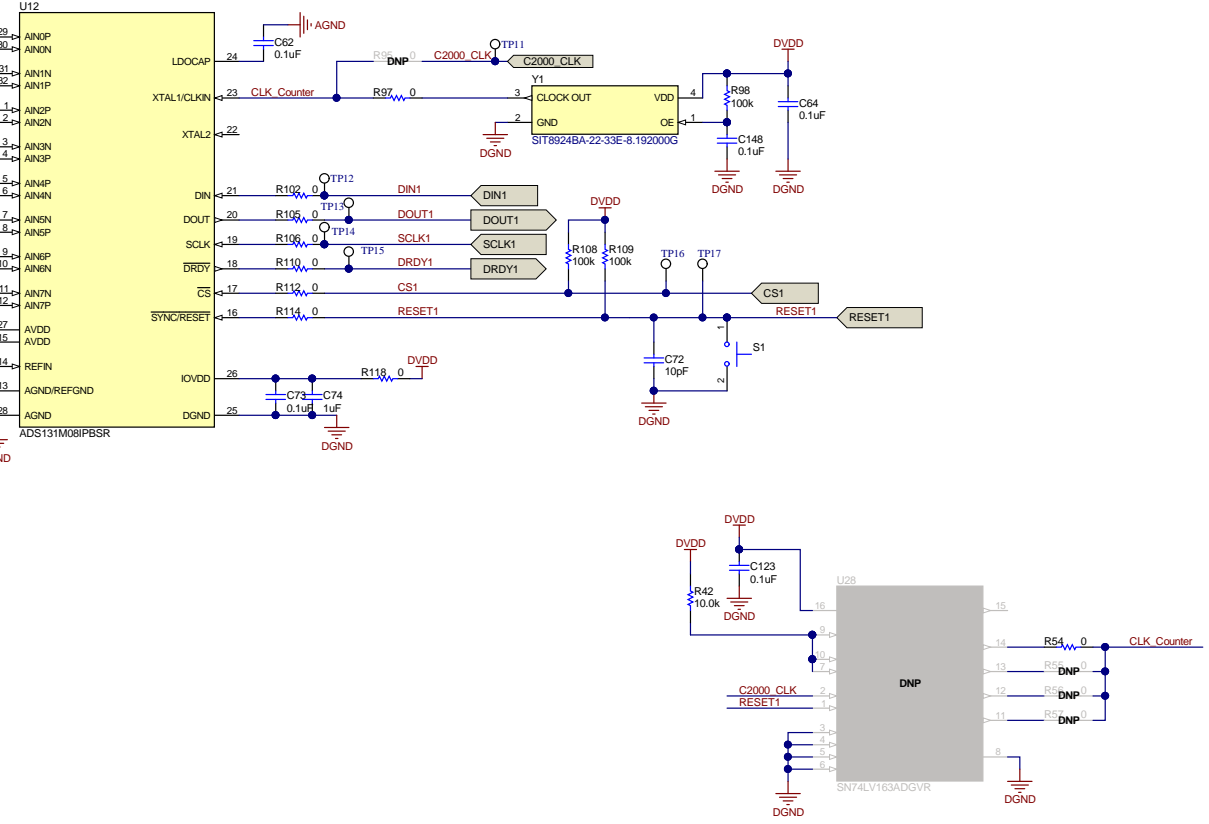 U12
AIN0P
AIN0N
AIN1N
AIN1P
AIN2P
AIN2N
AIN3N
AIN3P
AIN4P
AIN4N
AIN5N
AIN5P
AIN6P
AIN6N
AIN7N
AIN7P
AVDD
AVDD
REFIN
AGND/REFGND
AGND
1
2
3
4
5
6
7
8
9
10
11
12
14
13
28
LDOCAP 24
XTAL1/CLKIN 23
XTAL2 22
DIN 21
DOUT 20
SCLK 19
DRDY 18
CS 17
SYNC/RESET 16
IOVDD 26
DGND 25
ADS131M08IPBSR
C62
0.1uF
AGND
CLK_Counter
R95 0
DNP
C2000_CLK
TP11
C2000_CLK
R97 0
Y1
3 CLOCK OUT
2 GND
VDD 4
OE 1
SIT8924BA-22-33E-8.192000G
DGND
DVDD
R98
100k
C148
0.1uF
C64
0.1uF
DGND
DGND
R102 0
TP12
DIN1
DIN1
R105 0
TP13
DOUT1
DOUT1
R106 0
TP14
SCLK1
SCLK1
R110 0
TP15
DRDY1
DRDY1
R112 0
CS1
CS1
R114 0
RESET1
RESET1
RESET1
DVDD
R108
100k
R109
100k
TP16
TP17
C72
10pF
1
2
S1
DGND
R118 0
DVDD
C73
0.1uF
C74
1uF
DGND
DVDD
DVDD
R42
10.0k
C123
0.1uF
DGND
U28
16
9
10
7
2
1
3
4
5
6
15
14
13
12
11
8
C2000_CLK
RESET1
DNP
SN74LV163ADGVR
DGND
R54 0
CLK_Counter
R55 0
DNP
R56 0
DNP
R57 0
DNP
DGND